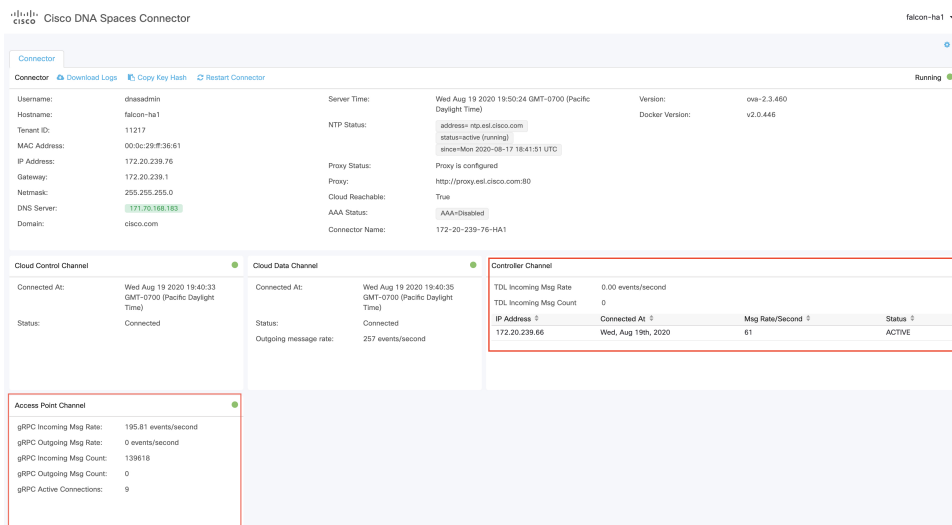 cisco Cisco DNA Spaces Connector
falcon-ha1
Connector
Connector Download Logs Copy Key Hash Restart Connector
Running
Username: dnasadmin
Hostname: falcon-ha1
Tenant ID: 11217
MAC Address: 00:0c:29:ff:36:61
IP Address: 172.20.239.76
Gateway: 172.20.239.1
Netmask: 255.255.255.0
DNS Server: 171.70.168.183
Domain: cisco.com
Server Time: Wed Aug 19 2020 19:50:24 GMT-0700 (Pacific
Daylight Time)
NTP Status: address= ntp.esl.cisco.com
status=active (running)
since=Mon 2020-08-17 18:41:51 UTC
Proxy Status: Proxy is configured
Proxy: http://proxy.esl.cisco.com:80
Cloud Reachable: True
AAA Status: AAA=Disabled
Connector Name: 172-20-239-76-HA1
Version: ova-2.3.460
Docker Version: v2.0.446
Cloud Control Channel
Connected At: Wed Aug 19 2020 19:40:33
GMT-0700 (Pacific Daylight
Time)
Status: Connected
Cloud Data Channel
Connected At: Wed Aug 19 2020 19:40:35
GMT-0700 (Pacific Daylight
Time)
Status: Connected
Outgoing message rate: 257 events/second
Controller Channel
TDL Incoming Msg Rate 0.00 events/second
TDL Incoming Msg Count 0
IP Address Connected At Msg Rate/Second Status
172.20.239.66 Wed, Aug 19th, 2020 61 ACTIVE
Access Point Channel
gRPC Incoming Msg Rate: 195.81 events/second
gRPC Outgoing Msg Rate: 0 events/second
gRPC Incoming Msg Count: 139618
gRPC Outgoing Msg Count: 0
gRPC Active Connections: 9